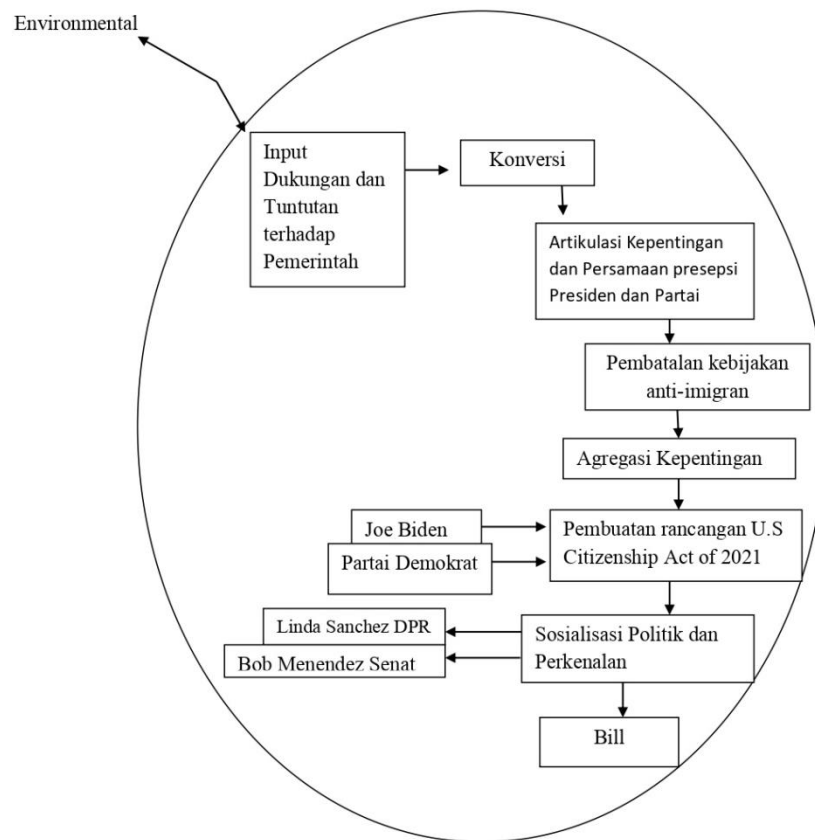 Environmental
Input
Dukungan dan
Tuntutan
terhadap
Pemerintah
Konversi
Artikulasi Kepentingan
dan Persamaan presepsi
Presiden dan Partai
Pembatalan kebijakan
anti-imigran
Agregasi Kepentingan
Joe Biden
Partai Demokrat
Pembuatan rancangan U.S
Citizenship Act of 2021
Linda Sanchez DPR
Bob Menendez Senat
Sosialisasi Politik dan
Perkenalan
Bill